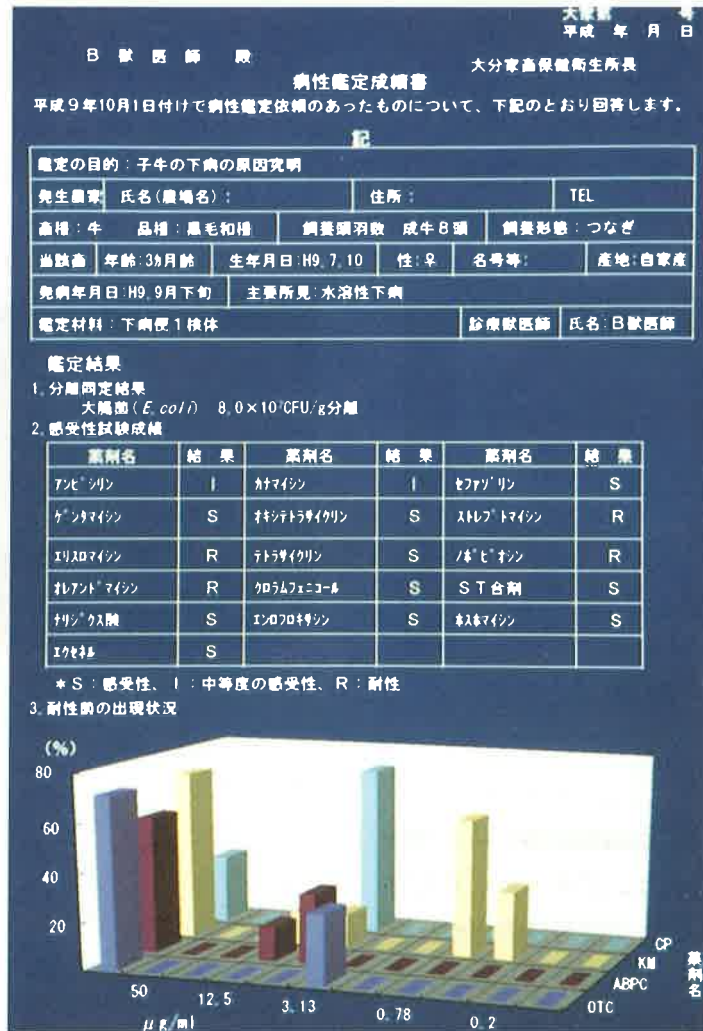 大家第　　　号
平成　年　月　日
B　獣　医　師　殿
大分家畜保健衛生所長
病性鑑定成績書
平成９年10月1日付けで病性鑑定依頼のあったものについて、下記のとおり回答します。
記
鑑定の目的：子牛の下痢の原因究明
発生農家　氏名(農場名)：　住所：　TEL
畜種：牛　品種：黒毛和種　飼養頭羽数　成牛８頭　飼養形態：つなぎ
当該畜　年齢：3カ月齢　生年月日：H9.7.10　性：♀　名号等：　産地：自家産
発病年月日：H9.9月下旬　主要所見：水溶性下痢
鑑定材料：下痢便１検体　診療獣医師　氏名：B獣医師
鑑定結果
1.分離同定結果
大腸菌(E.coli)　8.0×10⁷CFU/g分離
2.感受性試験成績
薬剤名　結　果　薬剤名　結　果　薬剤名　結　果
ｱﾝﾋﾟｼﾘﾝ　I　ｶﾅﾏｲｼﾝ　I　ｾﾌｧｿﾞﾘﾝ　S
ｹﾞﾝﾀﾏｲｼﾝ　S　ｵｷｼﾃﾄﾗｻｲｸﾘﾝ　S　ｽﾄﾚﾌﾟﾄﾏｲｼﾝ　R
ｴﾘｽﾛﾏｲｼﾝ　R　ﾃﾄﾗｻｲｸﾘﾝ　S　ﾉﾎﾞﾋﾞｵｼﾝ　R
ｵﾚｱﾝﾄﾞﾏｲｼﾝ　R　ｸﾛﾗﾑﾌｪﾆｺｰﾙ　S　ＳＴ合剤　S
ﾅﾘｼﾞｸｽ酸　S　ｴﾝﾛﾌﾛｷｻｼﾝ　S　ﾎｽﾎﾏｲｼﾝ　S
ｴｸｾﾈﾙ　S
＊S：感受性、I：中等度の感受性、R：耐性
3.耐性菌の出現状況
(%)
80
60
40
20
50　12.5　3.13　0.78　0.2
μg/ml
CP
KM
ABPC
OTC
薬剤名